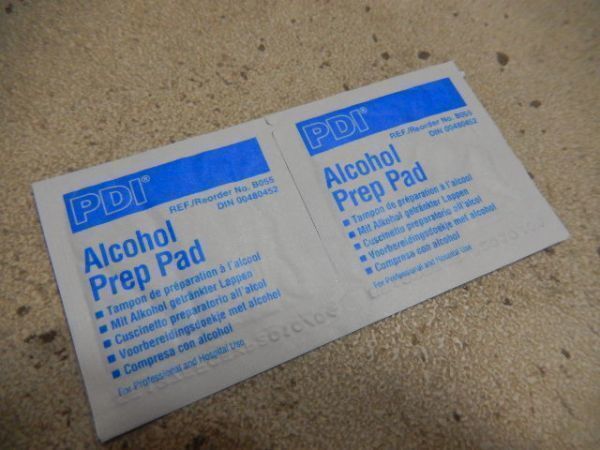 PDI®
REF./Reorder No. B055
DIN 00480452
Alcohol
Prep Pad
■ Tampon de préparation à l'alcool
■ Mit Alkohol getränkter Lappen
■ Cuscinetto preparatorio all'alcol
■ Voorbereidingsdoekje met alcohol
■ Compresa con alcohol
For Professional and Hospital Use
PDI®
REF./Reorder No. B055
DIN 00480452
Alcohol
Prep Pad
■ Tampon de préparation à l'alcool
■ Mit Alkohol getränkter Lappen
■ Cuscinetto preparatorio all'alcol
■ Voorbereidingsdoekje met alcohol
■ Compresa con alcohol
For Professional and Hospital Use